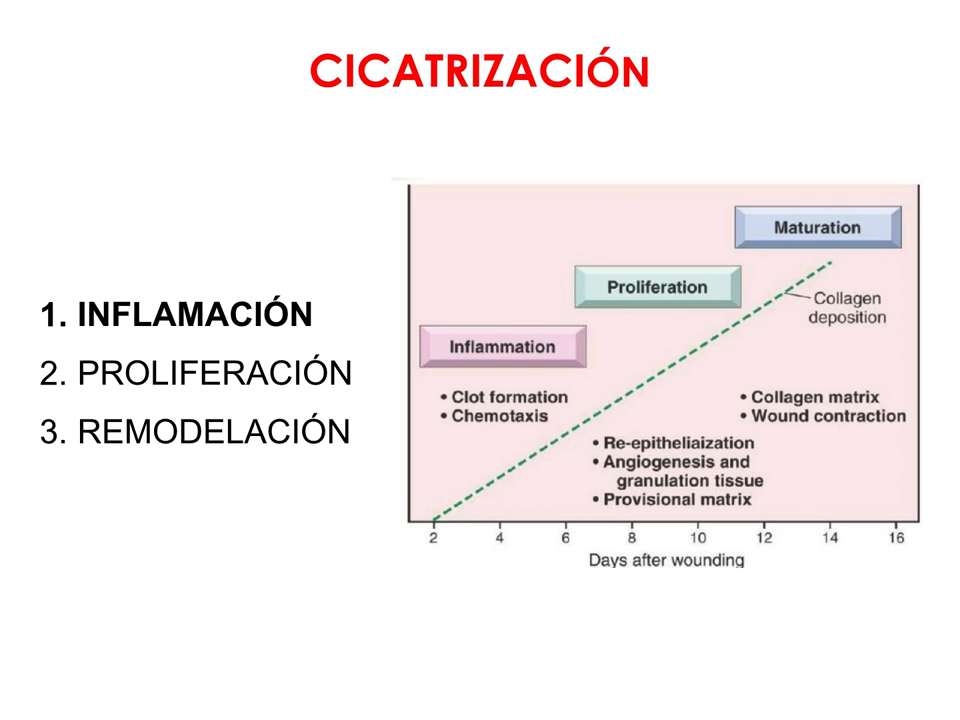 CICATRIZACIÓN
1. INFLAMACIÓN
2. PROLIFERACIÓN
3. REMODELACIÓN
Maturation
Proliferation
Collagen
deposition
Inflammation
• Clot formation
• Chemotaxis
• Collagen matrix
• Wound contraction
• Re-epitheliaization
• Angiogenesis and
granulation tissue
• Provisional matrix
2 4 6 8 10 12 14 16
Days after wounding